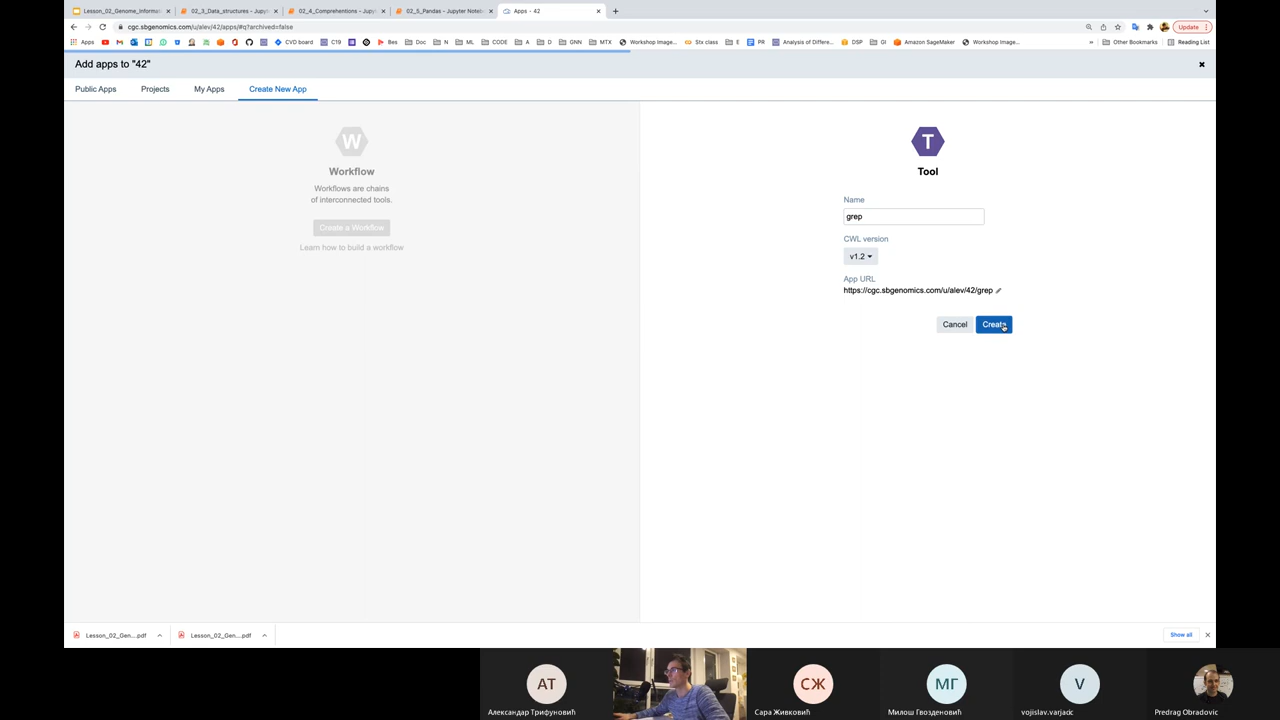 Lesson_02_Genome_informat
02_3_Data_structures - Jupyt
02_4_Comprehentions - Jupyt
02_5_Pandas - Jupyter Noteb
Apps - 42
cgc.sbgenomics.com/u/alev/42/apps/#q?archived=false
Update
Apps
CVD board
C19
Bes
Doc
N
ML
CODE
A
D
GNN
MTX
Workshop Image...
Stx class
E
PR
Analysis of Differe...
DSP
GI
Amazon SageMaker
Workshop Image...
»
Other Bookmarks
Reading List
Add apps to "42"
Public Apps
Projects
My Apps
Create New App
W
Workflow
Workflows are chains
of interconnected tools.
Create a Workflow
Learn how to build a workflow
T
Tool
Name
grep
CWL version
v1.2
App URL
https://cgc.sbgenomics.com/u/alev/42/grep
Cancel
Create
Lesson_02_Gen....pdf
Lesson_02_Gen....pdf
Show all
АТ
СЖ
МГ
V
Александар Трифуновић
Сара Живковић
Милош Гвозденовић
vojislav.varjacic
Predrag Obradovic